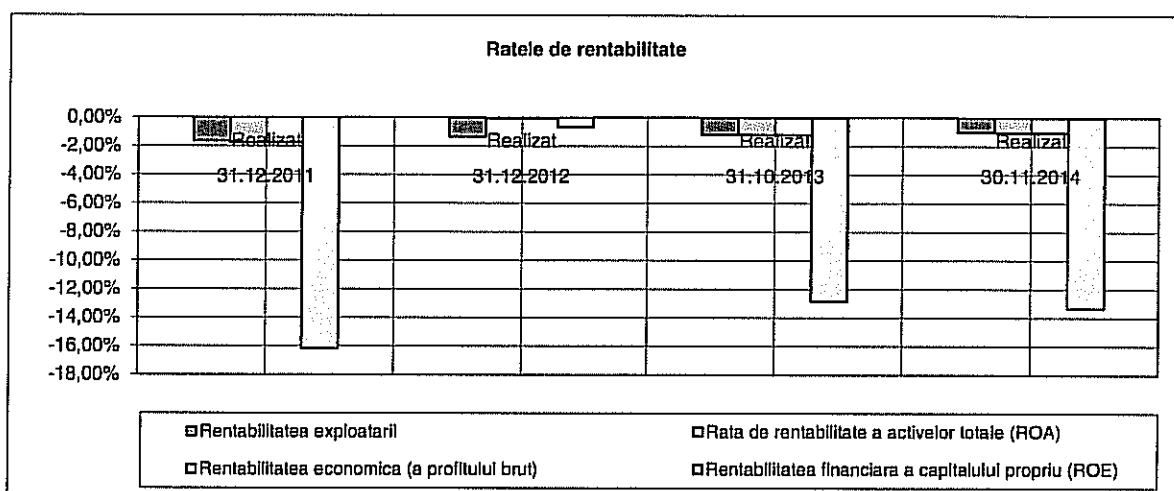 Ratele de rentabilitate
0,00%
-2,00%
-4,00%
-6,00%
-8,00%
-10,00%
-12,00%
-14,00%
-16,00%
-18,00%
Realizat Realizat Realizat Realizat
31.12.2011 31.12.2012 31.10.2013 30.11.2014
Rentabilitatea exploatarii Rata de rentabilitate a activelor totale (ROA)
Rentabilitatea economica (a profitului brut) Rentabilitatea financiara a capitalului propriu (ROE)